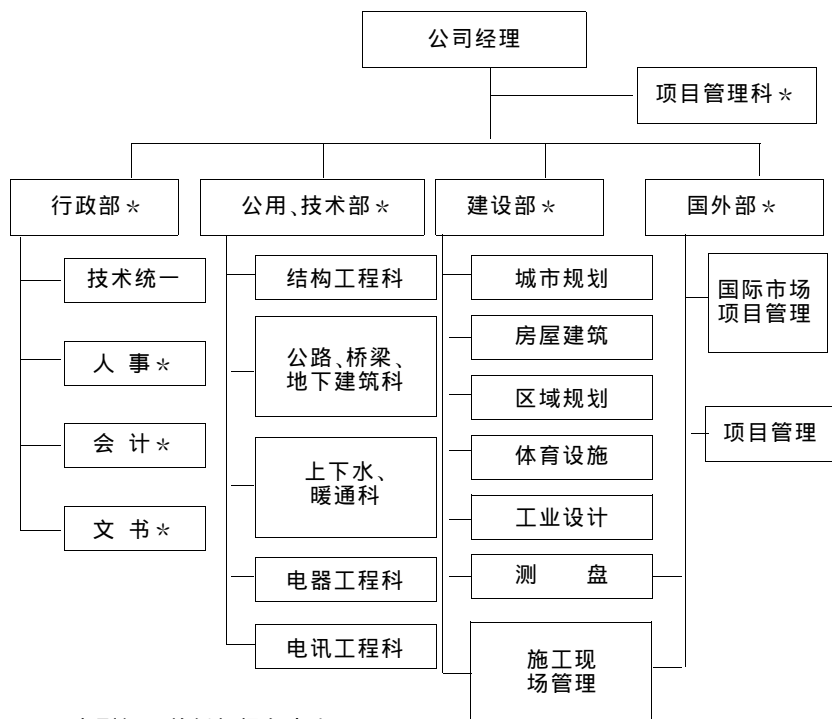 公司经理
项目管理科*
行政部*
公用、技术部*
建设部*
国外部*
技术统一
人 事*
会 计*
文 书*
结构工程科
公路、桥梁、
地下建筑科
上下水、
暖通科
电器工程科
电讯工程科
城市规划
房屋建筑
区域规划
体育设施
工业设计
测 盘
施工现
场管理
国际市场
项目管理
项目管理